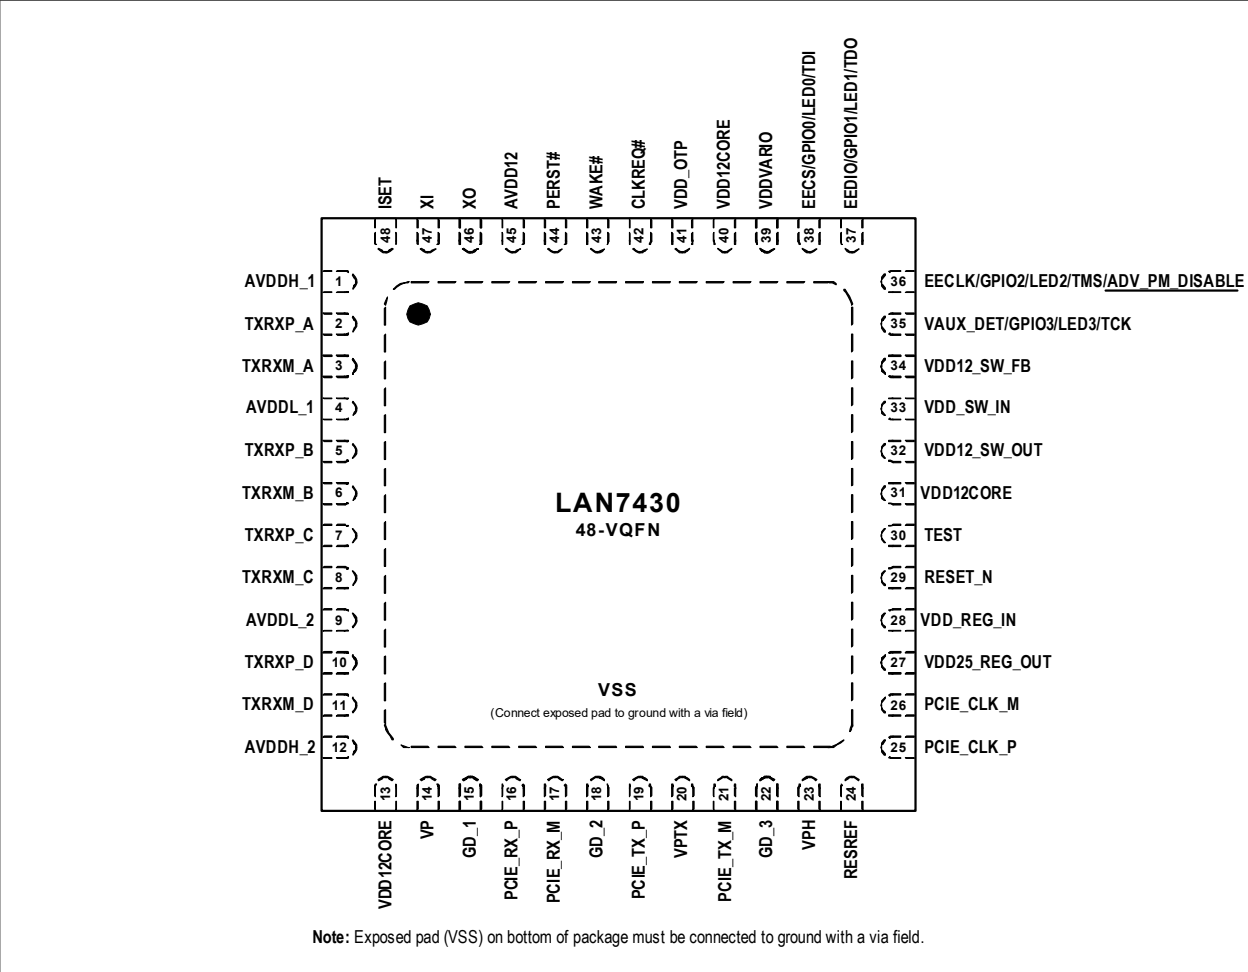 ISET
XI
XO
AVDD12
PERST#
WAKE#
CLKREQ#
VDD_OTP
VDD12CORE
VDDVARIO
EECS/GPIO0/LED0/TDI
EEDIO/GPIO1/LED1/TDO
48
47
46
45
44
43
42
41
40
39
38
37
AVDDH_1 1
TXRXP_A 2
TXRXM_A 3
AVDDL_1 4
TXRXP_B 5
TXRXM_B 6
TXRXP_C 7
TXRXM_C 8
AVDDL_2 9
TXRXP_D 10
TXRXM_D 11
AVDDH_2 12
36 EECLK/GPIO2/LED2/TMS/ADV_PM_DISABLE
35 VAUX_DET/GPIO3/LED3/TCK
34 VDD12_SW_FB
33 VDD_SW_IN
32 VDD12_SW_OUT
31 VDD12CORE
30 TEST
29 RESET_N
28 VDD_REG_IN
27 VDD25_REG_OUT
26 PCIE_CLK_M
25 PCIE_CLK_P
LAN7430
48-VQFN
VSS
(Connect exposed pad to ground with a via field)
13
14
15
16
17
18
19
20
21
22
23
24
VDD12CORE
VP
GD_1
PCIE_RX_P
PCIE_RX_M
GD_2
PCIE_TX_P
VPTX
PCIE_TX_M
GD_3
VPH
RESREF
Note: Exposed pad (VSS) on bottom of package must be connected to ground with a via field.